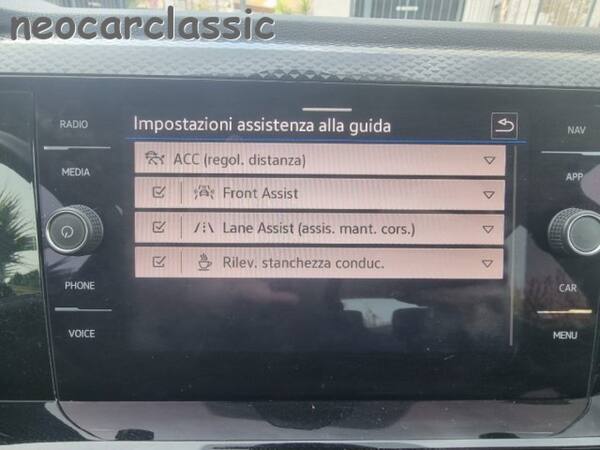 neocarclassic
RADIO
MEDIA
PHONE
VOICE
Impostazioni assistenza alla guida
ACC (regol. distanza)
Front Assist
Lane Assist (assis. mant. cors.)
Rilev. stanchezza conduc.
NAV
APP
CAR
MENU